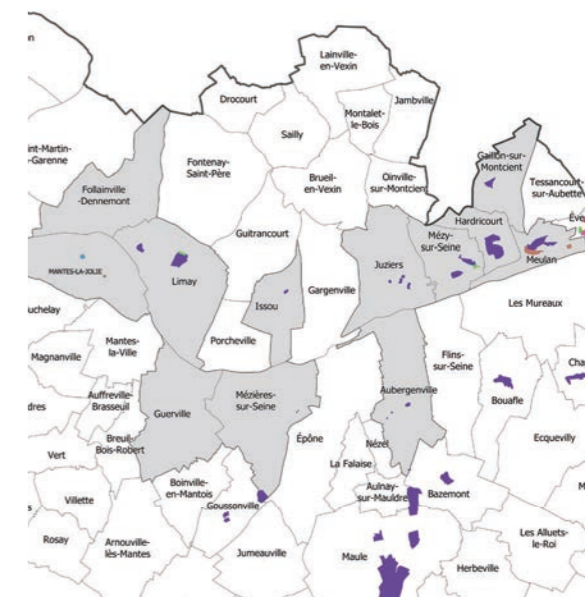 Lainville-
en-Vexin
Drocourt
Jambville
Montalet-
le-Bois
Sailly
Fontenay-
Saint-Père
Gaillon-sur-
Montcient
Brueil-
en-Vexin
Oinville-
sur-Montcient
Tessancourt-
sur-Aubette
Follainville
-Dennemont
Hardricourt
Guitrancourt
Mézy-
sur-Seine
Meulan
MANTES-LA-JOLIE
Limay
Juziers
Issou
Gargenville
Les Mureaux
Porcheville
Mantes-
la-Ville
Magnanville
Flins-
sur-Seine
Aubergenville
Mézières-
sur-Seine
Auffreville-
Brasseuil
Guerville
Bouafle
Épône
Breuil-
Bois-Robert
Nézel
Ecquevilly
Vert
La Falaise
Boinville-
en-Mantois
Aulnay-
sur-Mauldre
Bazemont
Villette
Goussonville
Rosay
Arnouville-
lès-Mantes
Jumeauville
Maule
Les Alluets-
le-Roi
Herbeville